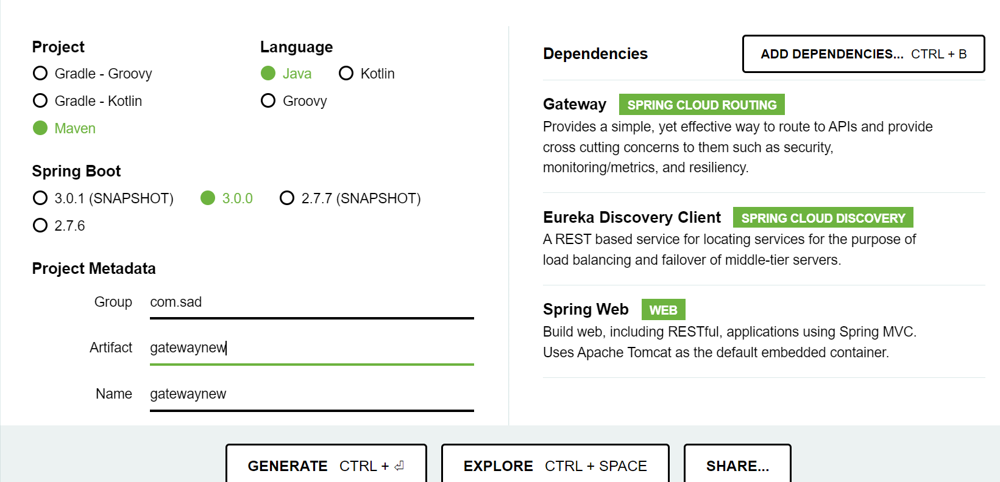 Project
Gradle - Groovy
Gradle - Kotlin
Maven
Language
Java Kotlin
Groovy
Spring Boot
3.0.1 (SNAPSHOT) 3.0.0 2.7.7 (SNAPSHOT)
2.7.6
Project Metadata
Group com.sad
Artifact gatewaynew
Name gatewaynew
Dependencies
ADD DEPENDENCIES... CTRL + B
Gateway SPRING CLOUD ROUTING
Provides a simple, yet effective way to route to APIs and provide
cross cutting concerns to them such as security,
monitoring/metrics, and resiliency.
Eureka Discovery Client SPRING CLOUD DISCOVERY
A REST based service for locating services for the purpose of
load balancing and failover of middle-tier servers.
Spring Web WEB
Build web, including RESTful, applications using Spring MVC.
Uses Apache Tomcat as the default embedded container.
GENERATE CTRL + ⏎
EXPLORE CTRL + SPACE
SHARE...